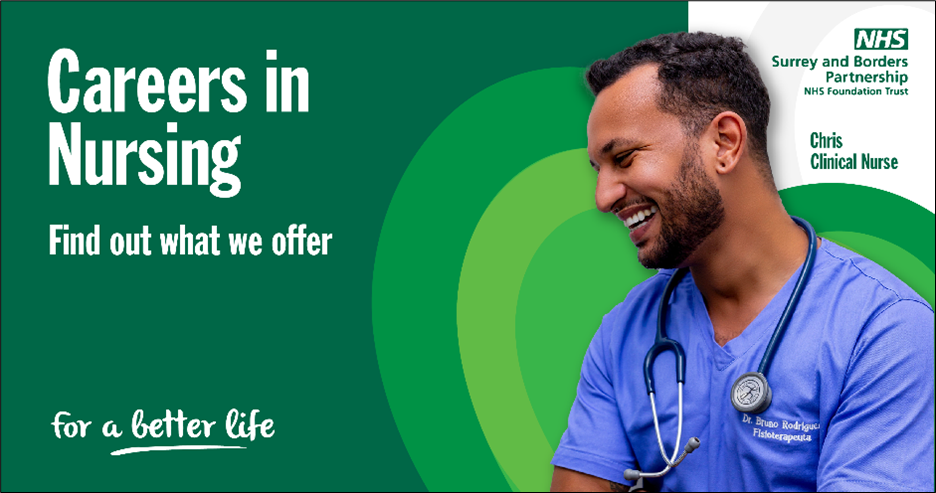 Careers in
Nursing
Find out what we offer
for a better life
NHS
Surrey and Borders
Partnership
NHS Foundation Trust
Chris
Clinical Nurse
Dr. Bruno Rodrigues
Fisioterapeuta